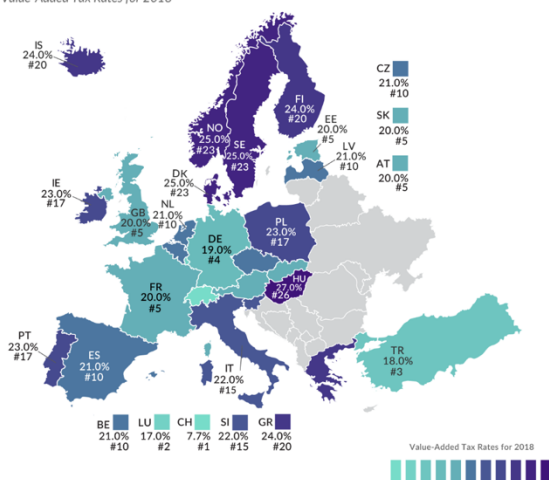 Value-Added Tax Rates for 2018
IS
24.0%
#20
CZ
21.0%
#10
FI
24.0%
#20
SK
20.0%
#5
EE
20.0%
#5
NO
25.0%
#23
SE
25.0%
#23
LV
21.0%
#10
AT
20.0%
#5
DK
25.0%
#23
IE
23.0%
#17
NL
21.0%
#10
GB
20.0%
#5
PL
23.0%
#17
DE
19.0%
#4
HU
27.0%
#26
FR
20.0%
#5
PT
23.0%
#17
TR
18.0%
#3
ES
21.0%
#10
IT
22.0%
#15
BE
21.0%
#10
LU
17.0%
#2
CH
7.7%
#1
SI
22.0%
#15
GR
24.0%
#20
Value-Added Tax Rates for 2018